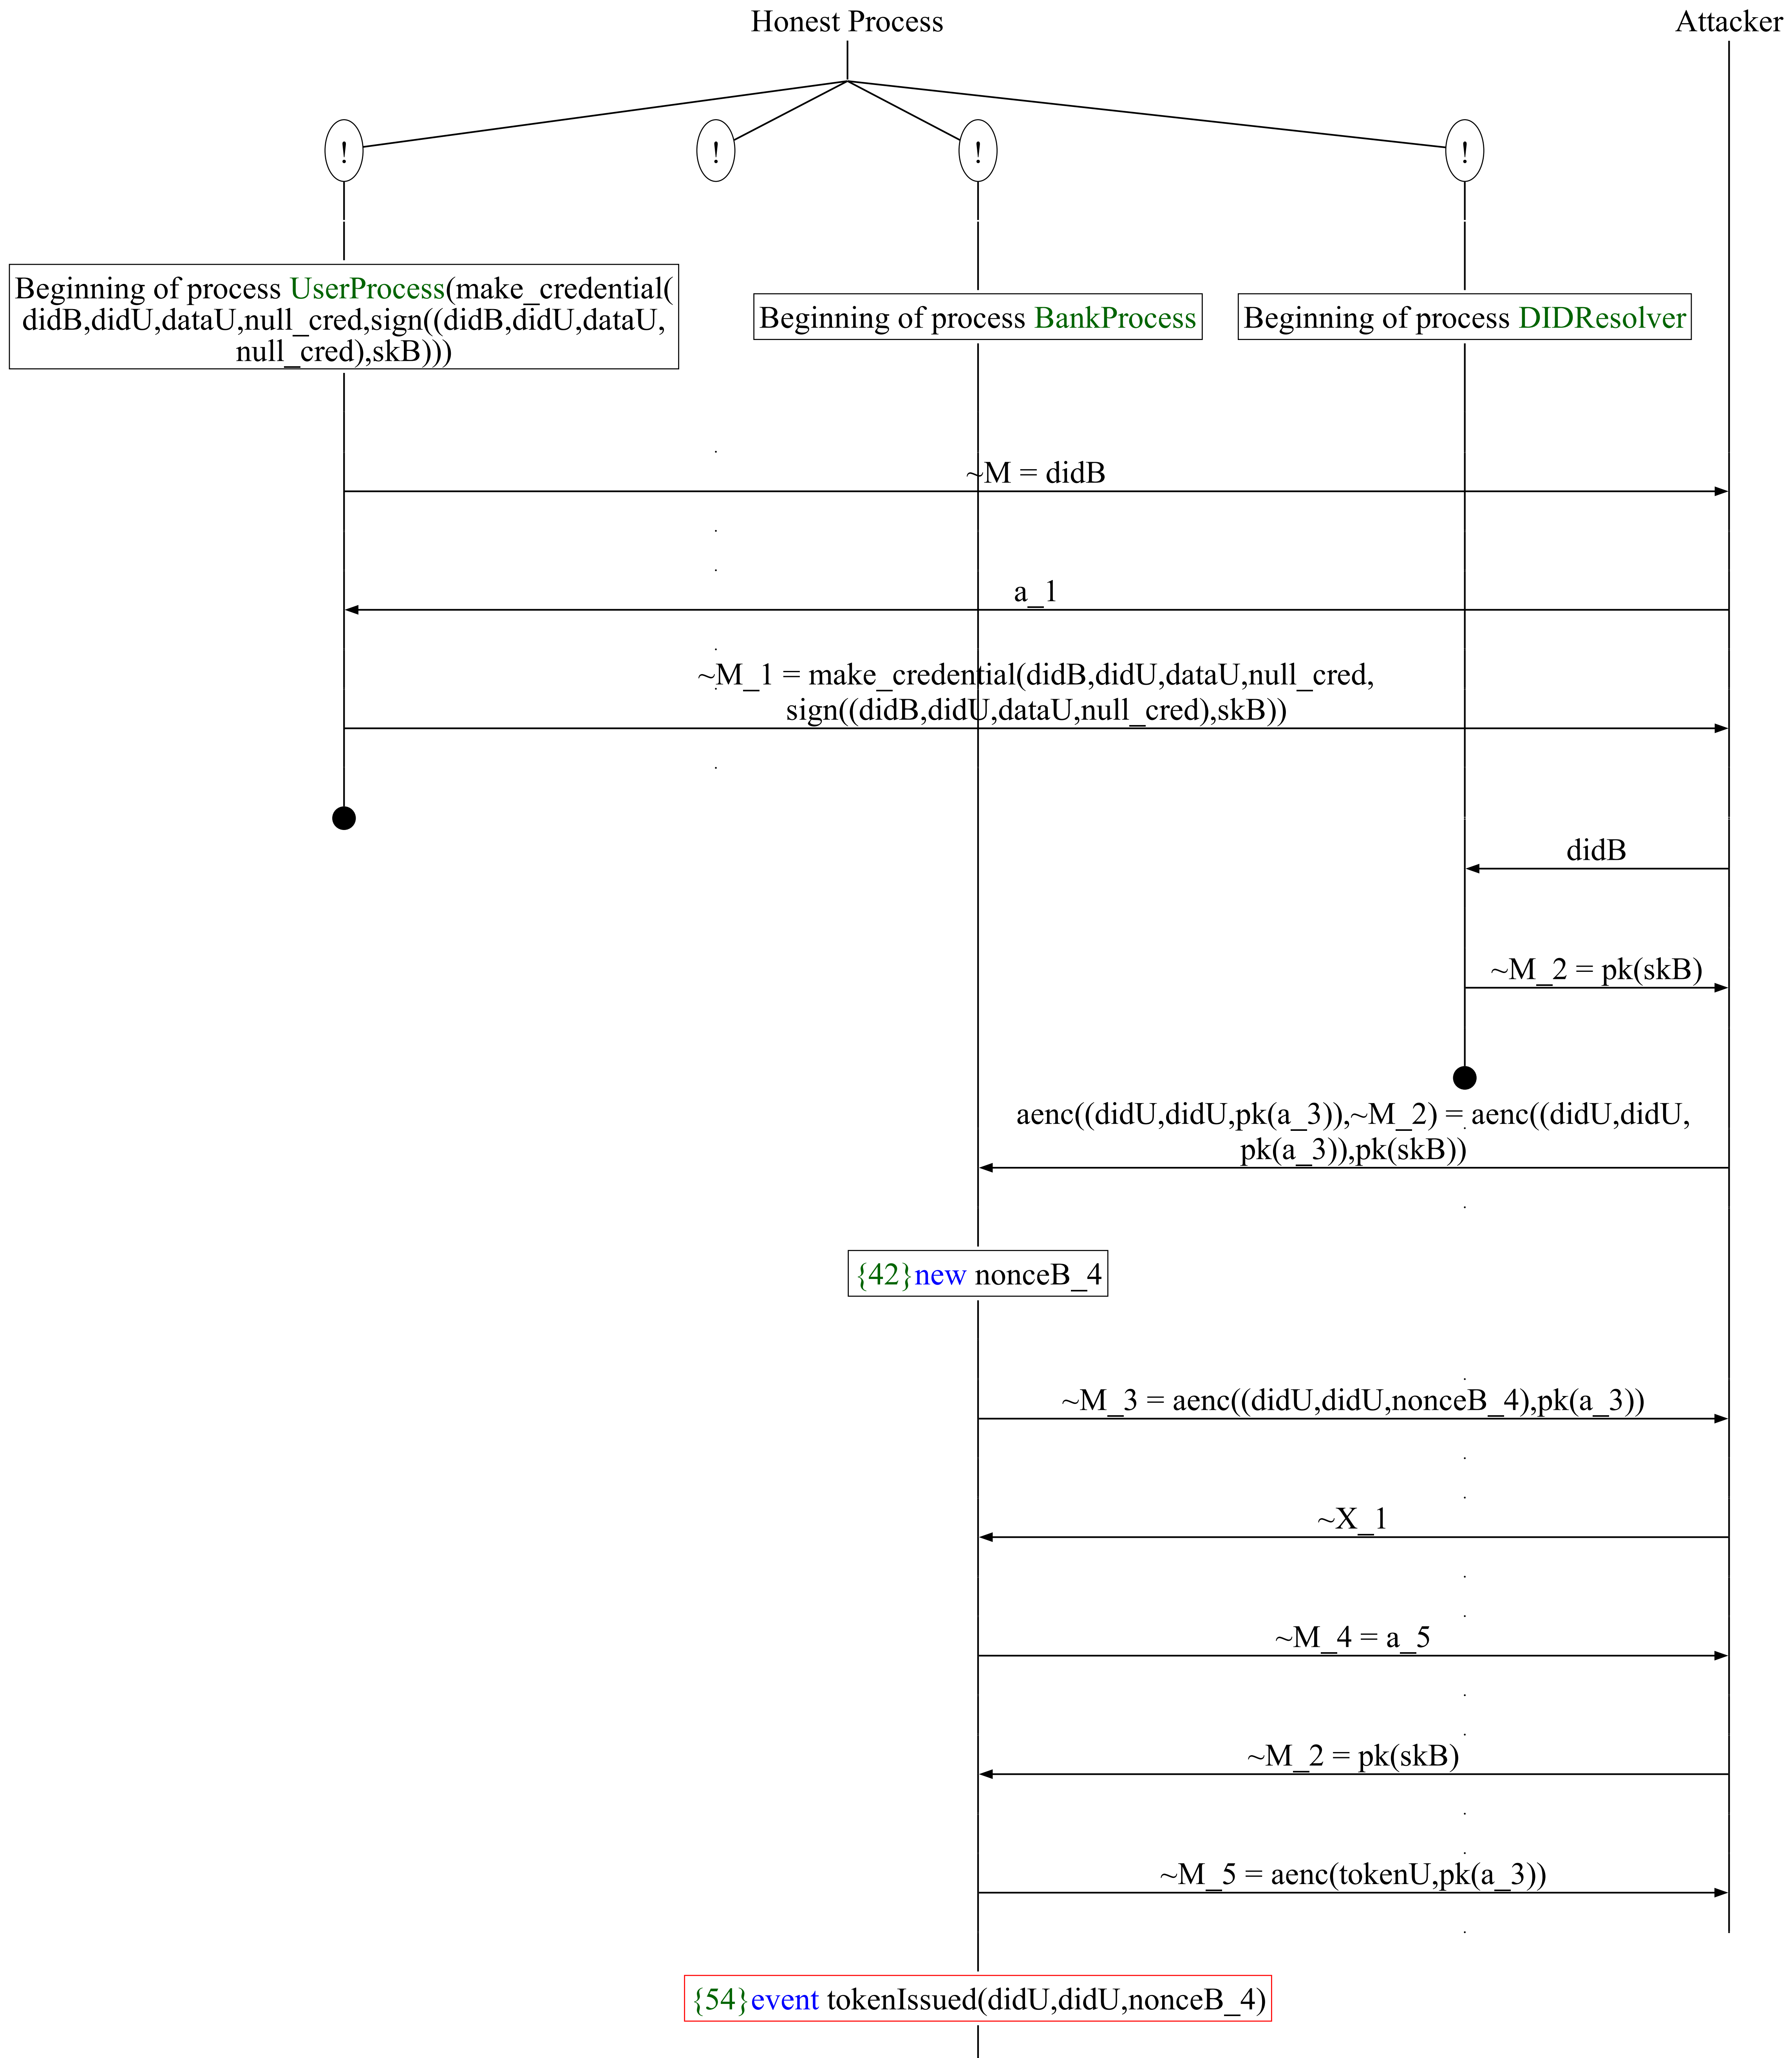 Honest Process
Attacker
!
!
!
!
Beginning of process UserProcess(make_credential(
didB,didU,dataU,null_cred,sign((didB,didU,dataU,
null_cred),skB)))
Beginning of process BankProcess
Beginning of process DIDResolver
~M = didB
a_1
~M_1 = make_credential(didB,didU,dataU,null_cred,
sign((didB,didU,dataU,null_cred),skB))
didB
~M_2 = pk(skB)
aenc((didU,didU,pk(a_3)),~M_2) = aenc((didU,didU,
pk(a_3)),pk(skB))
{42}new nonceB_4
~M_3 = aenc((didU,didU,nonceB_4),pk(a_3))
~X_1
~M_4 = a_5
~M_2 = pk(skB)
~M_5 = aenc(tokenU,pk(a_3))
{54}event tokenIssued(didU,didU,nonceB_4)